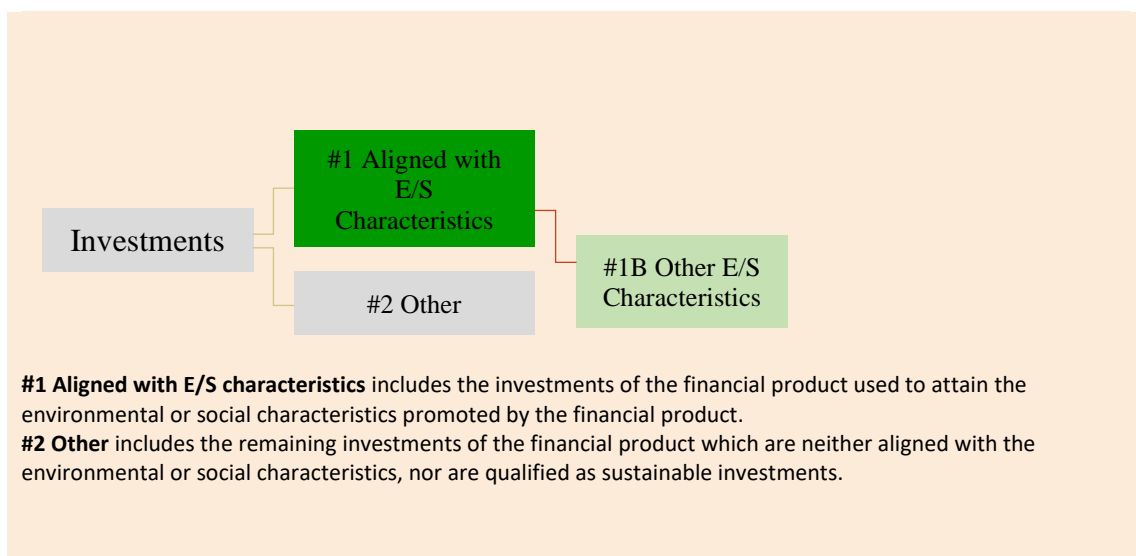 #1 Aligned with
E/S
Characteristics
Investments
#1B Other E/S
Characteristics
#2 Other
#1 Aligned with E/S characteristics includes the investments of the financial product used to attain the
environmental or social characteristics promoted by the financial product.
#2 Other includes the remaining investments of the financial product which are neither aligned with the
environmental or social characteristics, nor are qualified as sustainable investments.